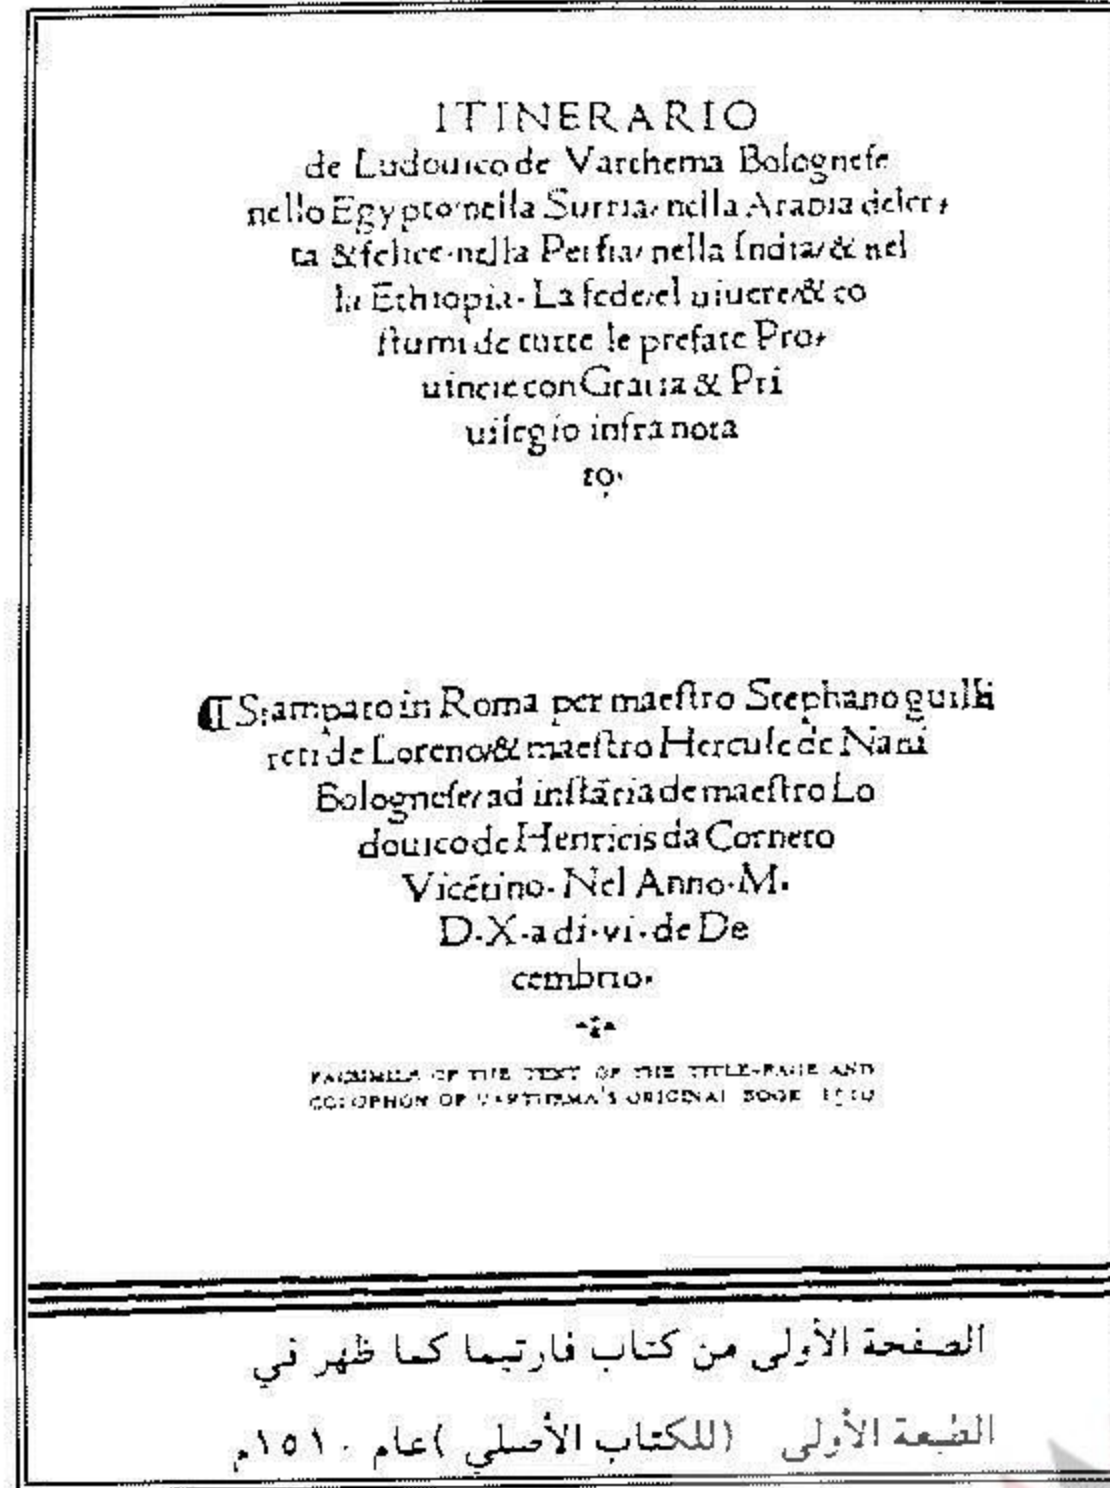 ITINERARIO
de Ludouico de Varthema Bolognese
nello Egypto/nella Surria/nella Arabia deser/
ta & felice/nella Persia/nella India/& nel
la Ethiopia. La fede/el uiuere/& co
stumi de tutte le prefate Pro/
uincie con Gratia & Pri
uilegio infra nota
to.
¶ Stampato in Roma per maestro Stephano guilli
reti de Loreno/& maestro Hercule de Nani
Bolognese/ad instãtia de maestro Lo
douico de Henricis da Corneto
Vicẽtino. Nel Anno. M.
D.X.a di.vi.de De
cembrio.
FACSIMILE OF THE TEXT OF THE TITLE-PAGE AND
COLOPHON OF VARTHEMA'S ORIGINAL BOOK 1510
الصفحة الأولى من كتاب فارتيما كما ظهر في
الطبعة الأولى (للكتاب الأصلي) عام ١٥١٠م